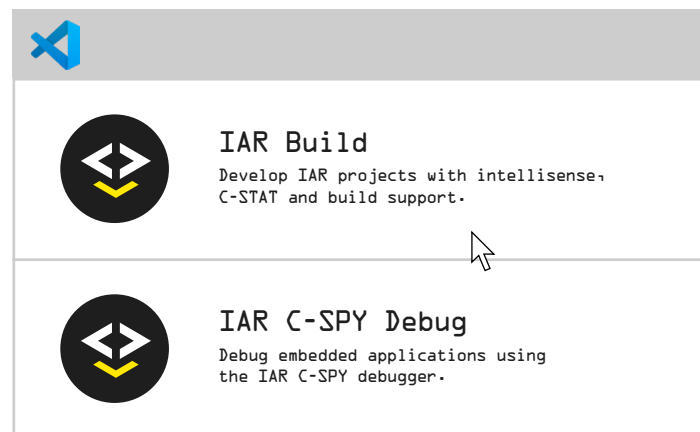 IAR Build
Develop IAR projects with intellisense,
C-STAT and build support.
IAR C-SPY Debug
Debug embedded applications using
the IAR C-SPY debugger.